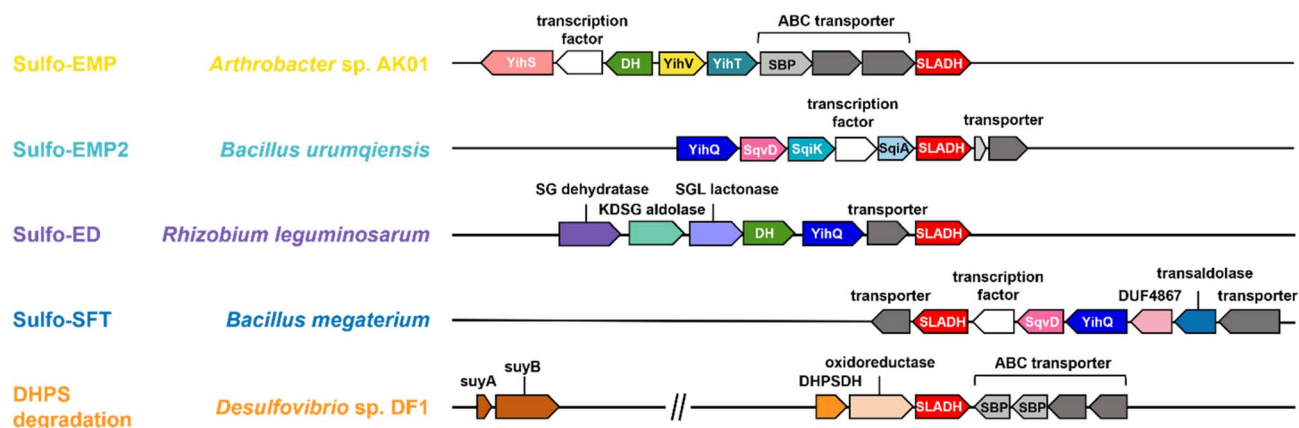 transcription
factor
ABC transporter
Sulfo-EMP
Arthrobacter sp. AK01
YihS
DH
YihV
YihT
SBP
SLADH
transcription
factor
transporter
Sulfo-EMP2
Bacillus urumqiensis
YihQ
SqvD
SqiK
SqiA
SLADH
SG dehydratase
SGL lactonase
KDSG aldolase
transporter
Sulfo-ED
Rhizobium leguminosarum
DH
YihQ
SLADH
transporter
transcription
factor
transaldolase
DUF4867
transporter
Sulfo-SFT
Bacillus megaterium
SLADH
SqvD
YihQ
suyA
suyB
oxidoreductase
DHPSDH
ABC transporter
DHPS
degradation
Desulfovibrio sp. DF1
//
SLADH
SBP
SBP